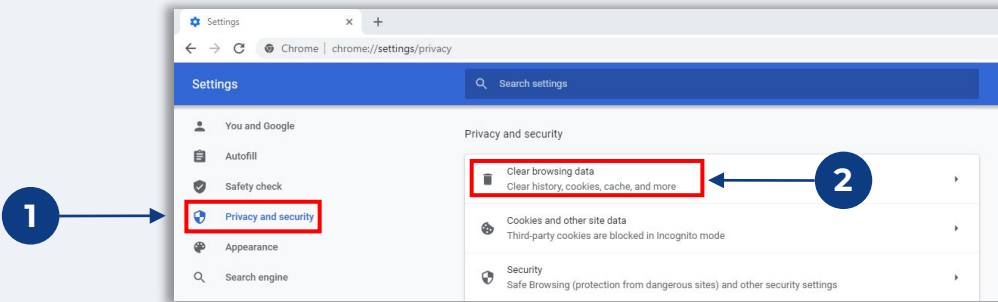 Settings
Chrome | chrome://settings/privacy
Settings
Search settings
You and Google
Autofill
Safety check
Privacy and security
Appearance
Search engine
Privacy and security
Clear browsing data
Clear history, cookies, cache, and more
Cookies and other site data
Third-party cookies are blocked in Incognito mode
Security
Safe Browsing (protection from dangerous sites) and other security settings
1
2